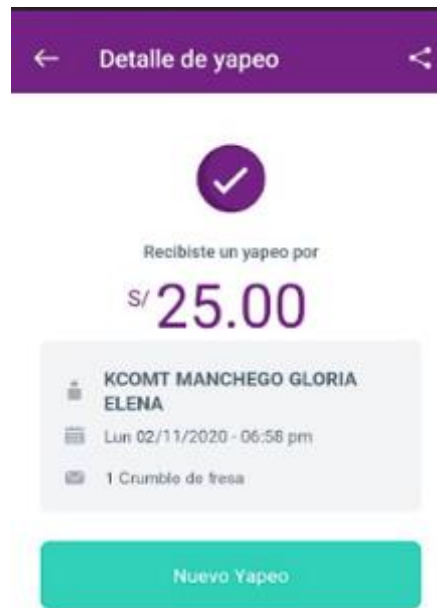 Detalle de yapeo
Recibiste un yapeo por
S/ 25.00
KCOMT MANCHEGO GLORIA
ELENA
Lun 02/11/2020 - 06:58 pm
1 Crumble de fresa
Nuevo Yapeo